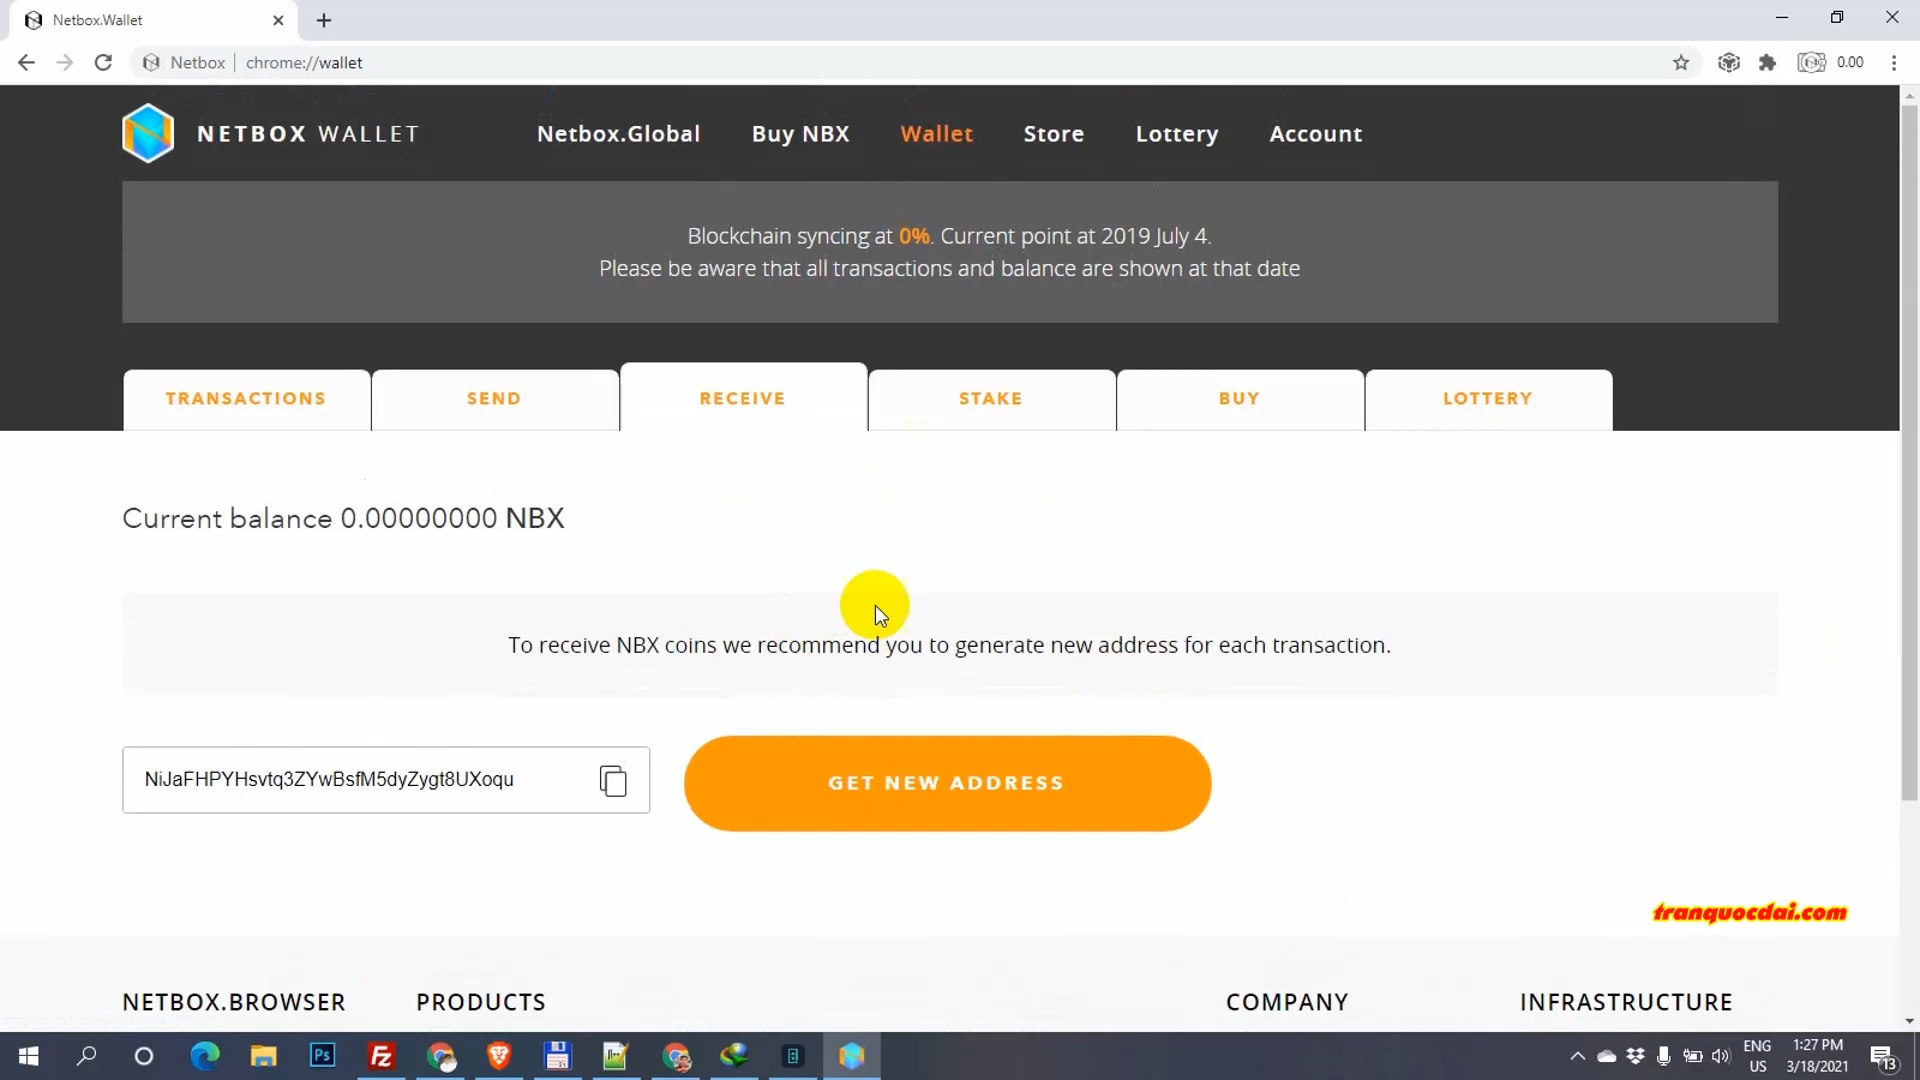 Netbox.Wallet
Netbox | chrome://wallet
0.00
NETBOX WALLET
Netbox.Global
Buy NBX
Wallet
Store
Lottery
Account
Blockchain syncing at 0%. Current point at 2019 July 4.
Please be aware that all transactions and balance are shown at that date
TRANSACTIONS
SEND
RECEIVE
STAKE
BUY
LOTTERY
Current balance 0.00000000 NBX
To receive NBX coins we recommend you to generate new address for each transaction.
NiJaFHPYHsvtq3ZYwBsfM5dyZygt8UXoqu
GET NEW ADDRESS
tranquocdai.com
NETBOX.BROWSER
PRODUCTS
COMPANY
INFRASTRUCTURE
Ps
FZ
ENG
US
1:27 PM
3/18/2021
13